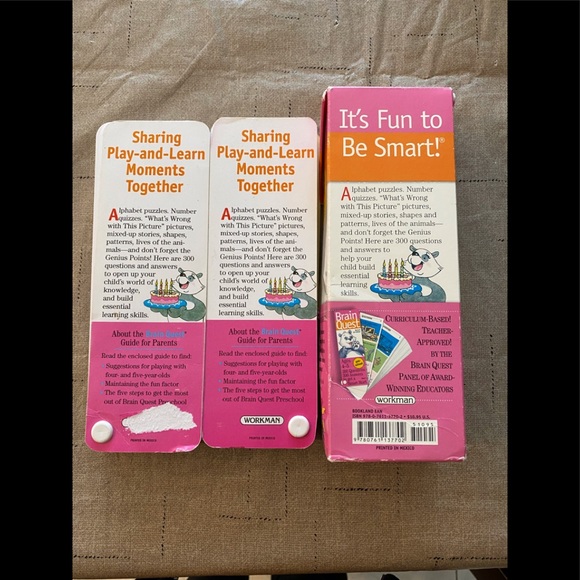 Sharing
Play-and-Learn
Moments
Together
Alphabet puzzles. Number
quizzes. "What's Wrong
with This Picture" pictures,
mixed-up stories, shapes,
patterns, lives of the ani-
mals—and don't forget the
Genius Points! Here are 300
questions and answers
to open up your
child's world of
knowledge,
and build
essential
learning skills.
About the Brain Quest
Guide for Parents
Read the enclosed guide to find:
Suggestions for playing with
four- and five-year-olds
Maintaining the fun factor
The five steps to get the most
out of Brain Quest Preschool
PRINTED IN MEXICO
Sharing
Play-and-Learn
Moments
Together
Alphabet puzzles. Number
quizzes. "What's Wrong
with This Picture" pictures,
mixed-up stories, shapes,
patterns, lives of the ani-
mals—and don't forget the
Genius Points! Here are 300
questions and answers
to open up your
child's world of
knowledge,
and build
essential
learning skills.
About the Brain Quest
Guide for Parents
Read the enclosed guide to find:
Suggestions for playing with
four- and five-year-olds
Maintaining the fun factor
The five steps to get the most
out of Brain Quest Preschool
WORKMAN
PRINTED IN MEXICO
It's Fun to
Be Smart!®
Alphabet puzzles. Number
quizzes. "What's Wrong
with This Picture" pictures,
mixed-up stories, shapes and
patterns, lives of the animals—
and don't forget the Genius
Points! Here are 300 questions
and answers to
help your
child build
essential
learning
skills.
Brain
Quest
CURRICULUM-BASED!
TEACHER-
APPROVED!
BY THE
BRAIN QUEST
PANEL OF AWARD-
WINNING EDUCATORS
workman
BOOKLAND EAN
51095
9780761137702
PRINTED IN MEXICO